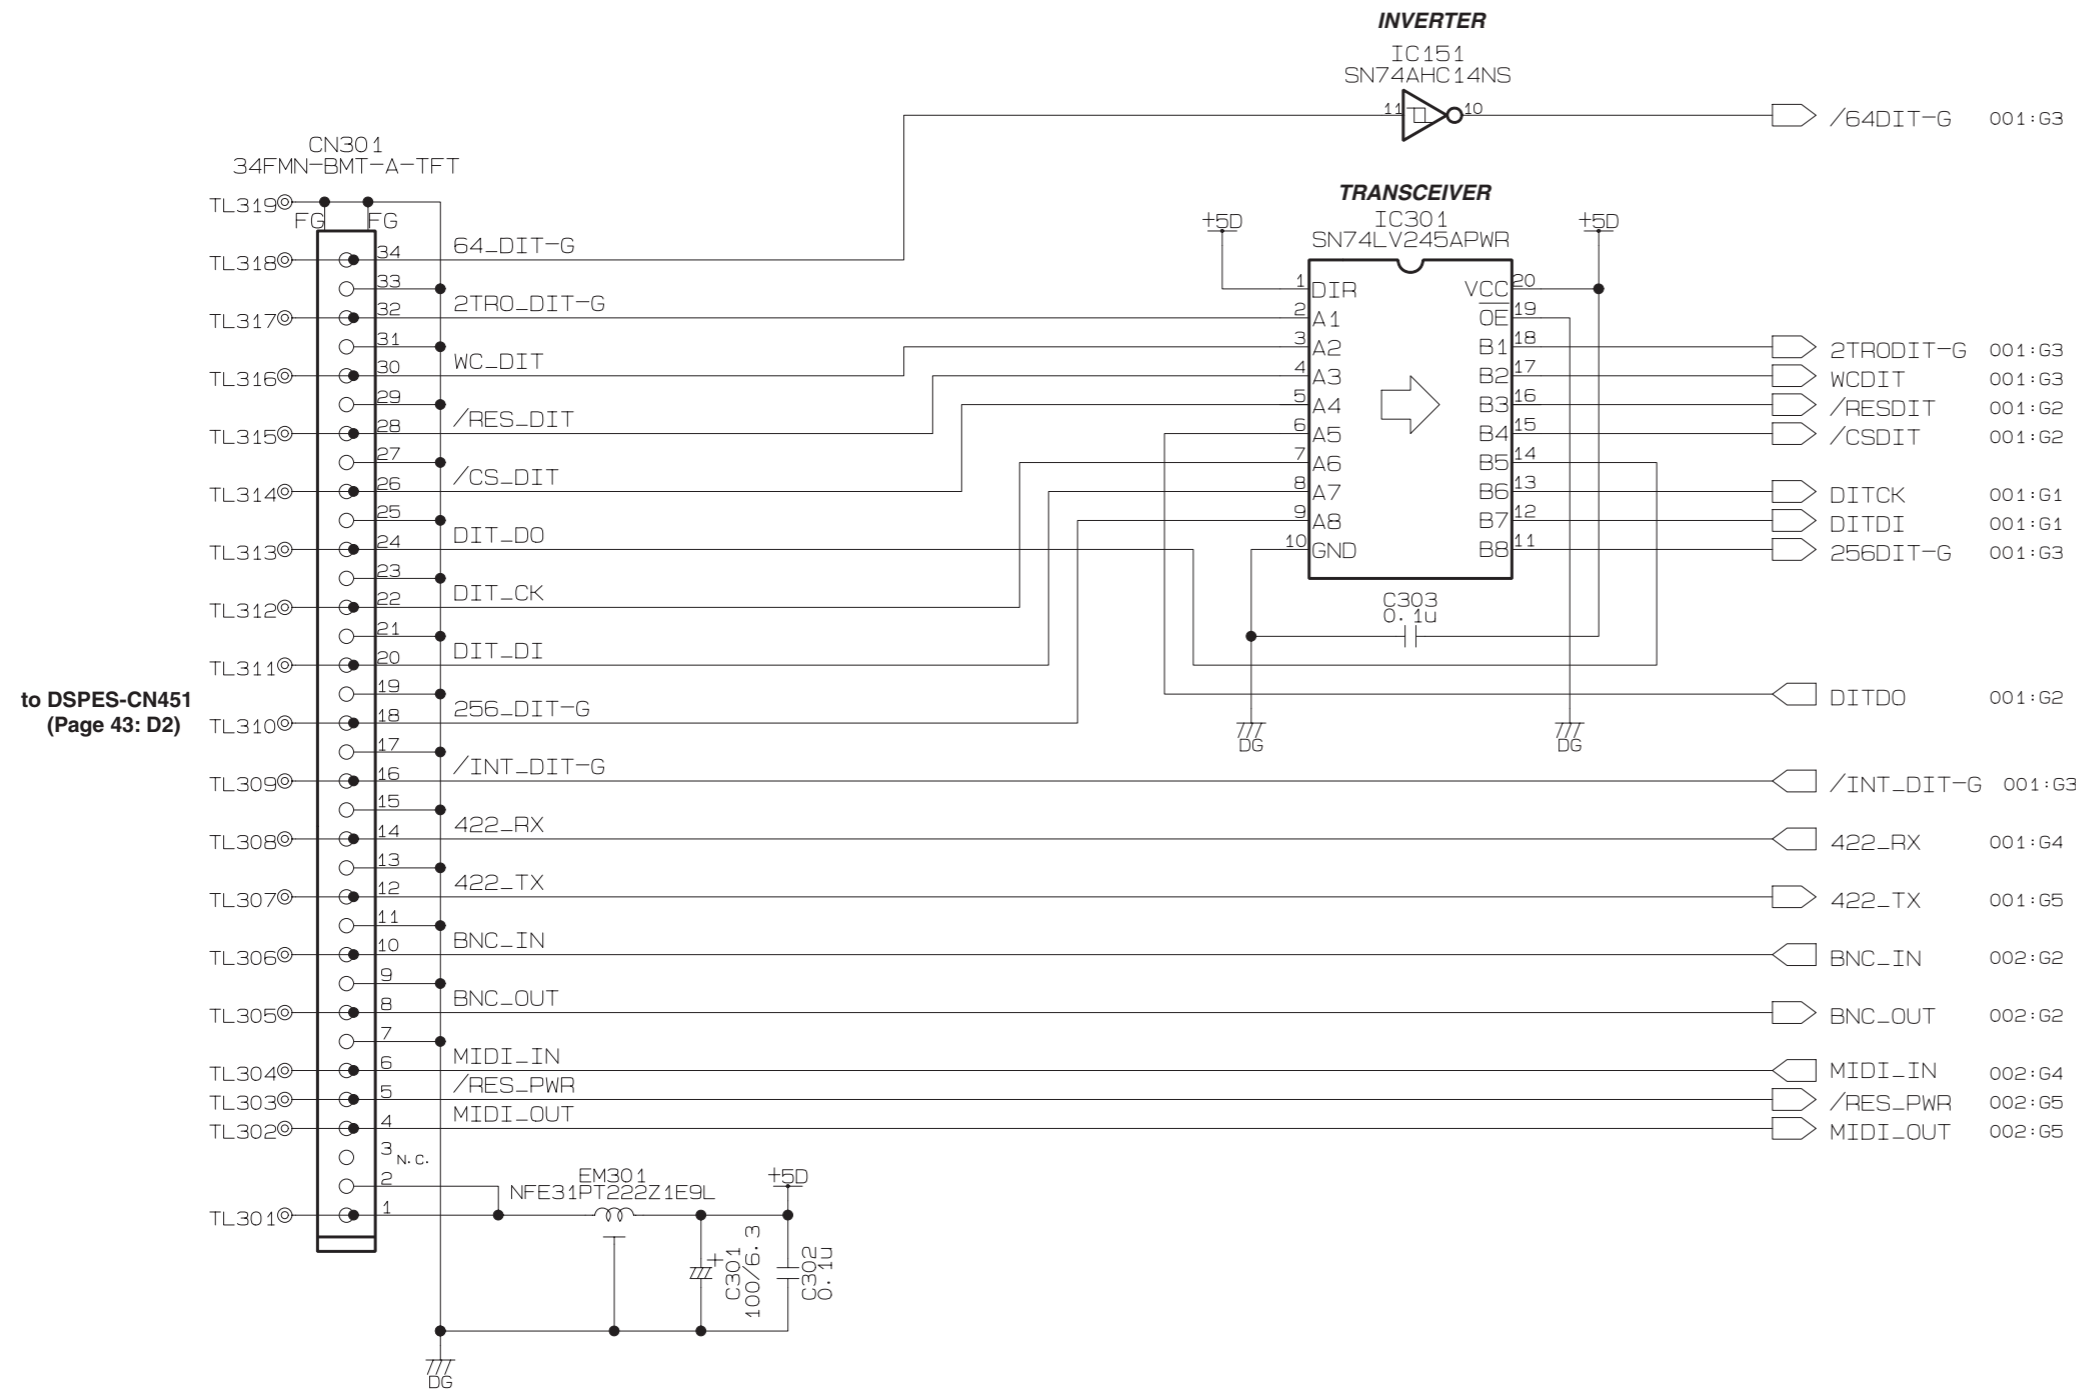 INVERTER
IC151
SN74AHC14NS
11
10
/64DIT-G 001:G3
CN301
34FMN-BMT-A-TFT
TL319
FG
FG
TL318
34
64_DIT-G
33
TL317
32
2TRO_DIT-G
31
TL316
30
WC_DIT
29
TL315
28
/RES_DIT
27
TL314
26
/CS_DIT
25
TL313
24
DIT_DO
23
TL312
22
DIT_CK
21
TL311
20
DIT_DI
19
TL310
18
256_DIT-G
17
TL309
16
/INT_DIT-G
15
TL308
14
422_RX
13
TL307
12
422_TX
11
TL306
10
BNC_IN
9
TL305
8
BNC_OUT
7
TL304
6
MIDI_IN
TL303
5
/RES_PWR
TL302
4
MIDI_OUT
3
N.C.
2
TL301
1
to DSPES-CN451
(Page 43: D2)
TRANSCEIVER
IC301
SN74LV245APWR
+5D
+5D
1 DIR VCC 20
2 A1 OE 19
3 A2 B1 18
4 A3 B2 17
5 A4 B3 16
6 A5 B4 15
7 A6 B5 14
8 A7 B6 13
9 A8 B7 12
10 GND B8 11
C303
0.1u
DG
DG
2TRODIT-G 001:G3
WCDIT 001:G3
/RESDIT 001:G2
/CSDIT 001:G2
DITCK 001:G1
DITDI 001:G1
256DIT-G 001:G3
DITDO 001:G2
/INT_DIT-G 001:G3
422_RX 001:G4
422_TX 001:G5
BNC_IN 002:G2
BNC_OUT 002:G2
MIDI_IN 002:G4
/RES_PWR 002:G5
MIDI_OUT 002:G5
EM301
NFE31PT222Z1E9L
+5D
+
C301
100/6.3
C302
0.1u
DG